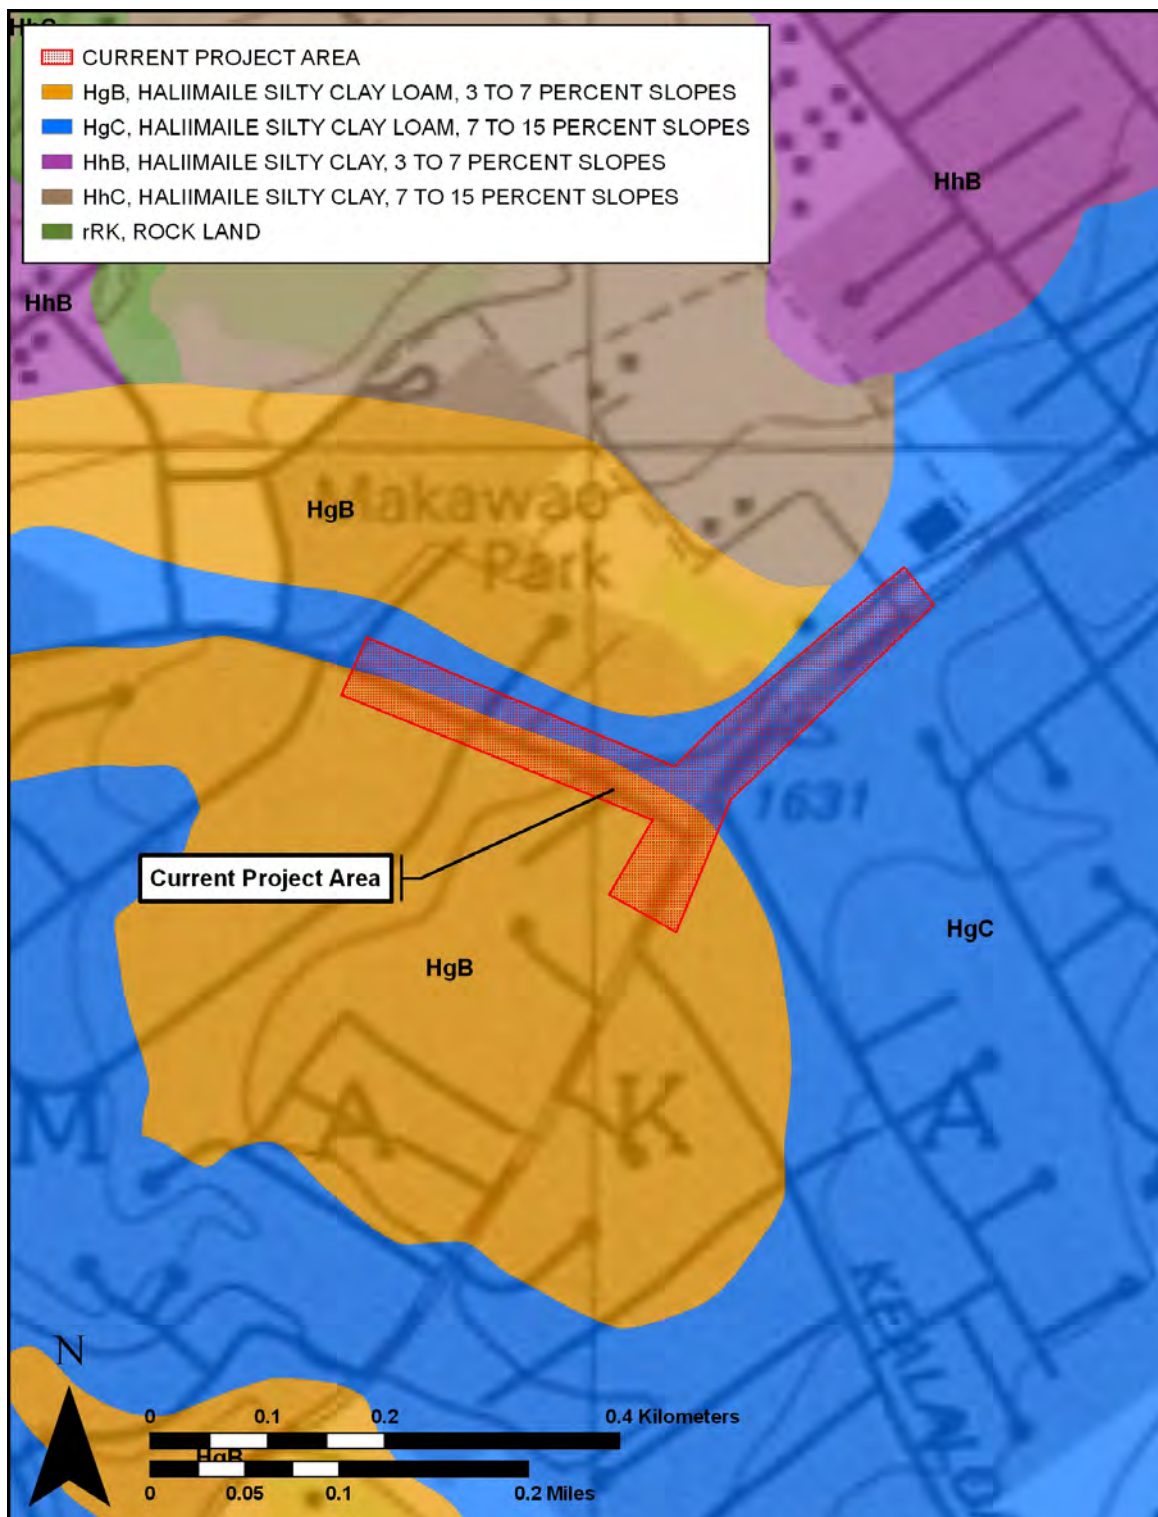 HhC
CURRENT PROJECT AREA
HgB, HALIIMAILE SILTY CLAY LOAM, 3 TO 7 PERCENT SLOPES
HgC, HALIIMAILE SILTY CLAY LOAM, 7 TO 15 PERCENT SLOPES
HhB, HALIIMAILE SILTY CLAY, 3 TO 7 PERCENT SLOPES
HhC, HALIIMAILE SILTY CLAY, 7 TO 15 PERCENT SLOPES
rRK, ROCK LAND
HhB
HhB
HgB
Makawao
Park
1631
Current Project Area
HgC
HgB
M A K A
N
0 0.1 0.2 0.4 Kilometers
HgB
0 0.05 0.1 0.2 Miles